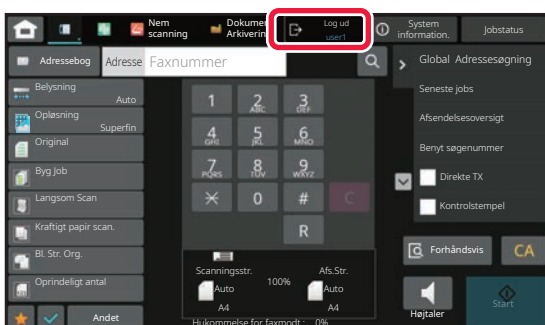 Nem
scanning
Dokument
Arkivering
Log ud
user1
System
information.
Jobstatus
Adressebog
Adresse
Faxnummer
Global Adressesøgning
Belysning
Auto
Opløsning
Superfin
Original
Byg Job
Langsom Scan
Kraftigt papir scan.
Bl. Str. Org.
Oprindeligt antal
Andet
1
2
ABC
3
DEF
4
GHI
5
JKL
6
MNO
7
PQRS
8
TUV
9
WXYZ
0
#
C
R
Scanningsstr.
Auto
A4
100%
Afs.Str.
Auto
A4
Hukommelse for faxmodt.: 0%
Seneste jobs
Afsendelsesoversigt
Benyt søgenummer
Direkte TX
Kontrolstempel
Forhåndsvis
CA
Højtaler
Start